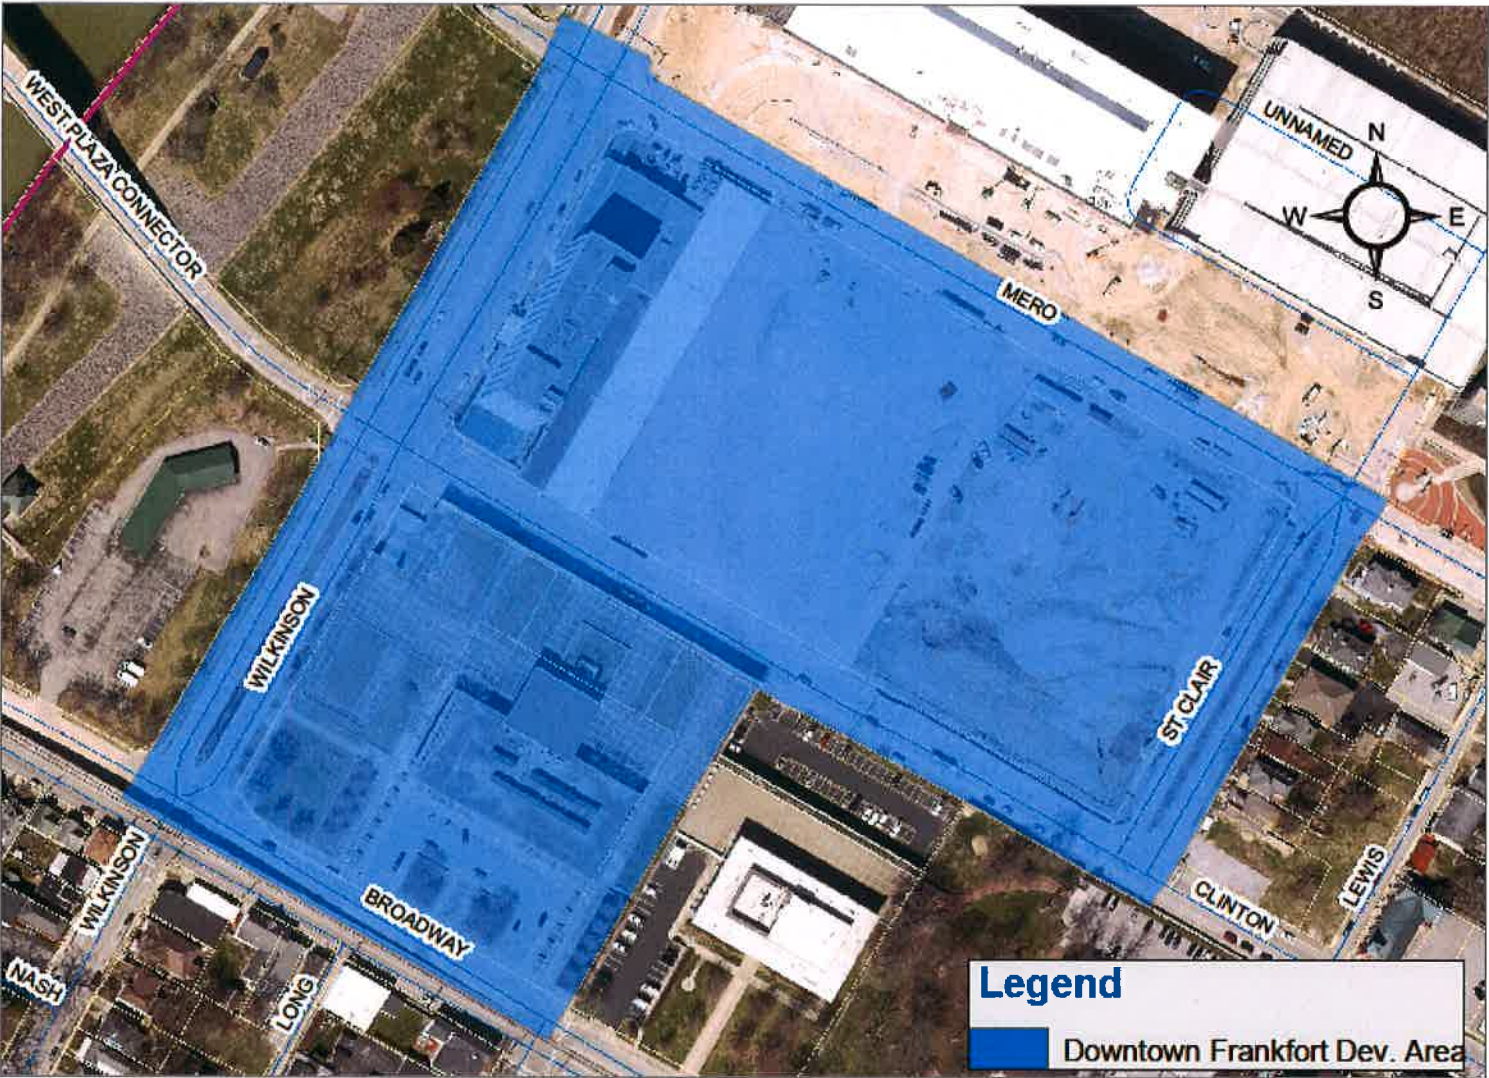 WEST PLAZA CONNECTOR
UNNAMED
N
W
E
S
MERO
WILKINSON
ST CLAIR
WILKINSON
BROADWAY
NASH
LONG
CLINTON
LEWIS
Legend
Downtown Frankfort Dev. Area